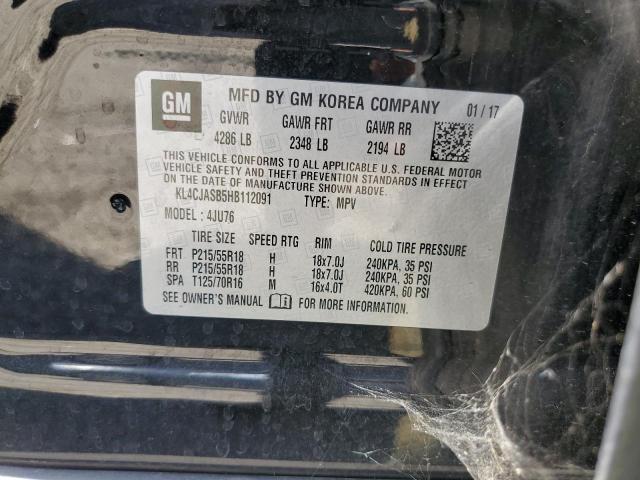 GM
MFD BY GM KOREA COMPANY 01 / 17
GVWR GAWR FRT GAWR RR
4286 LB 2348 LB 2194 LB
THIS VEHICLE CONFORMS TO ALL APPLICABLE U.S. FEDERAL MOTOR
VEHICLE SAFETY AND THEFT PREVENTION STANDARDS IN EFFECT
ON THE DATE OF MANUFACTURE SHOWN ABOVE.
KL4CJASB5HB112091 TYPE: MPV
MODEL: 4JU76
TIRE SIZE SPEED RTG RIM COLD TIRE PRESSURE
FRT P215/55R18 H 18x7.0J 240KPA, 35 PSI
RR P215/55R18 H 18x7.0J 240KPA, 35 PSI
SPA T125/70R16 M 16x4.0T 420KPA, 60 PSI
SEE OWNER'S MANUAL FOR MORE INFORMATION.